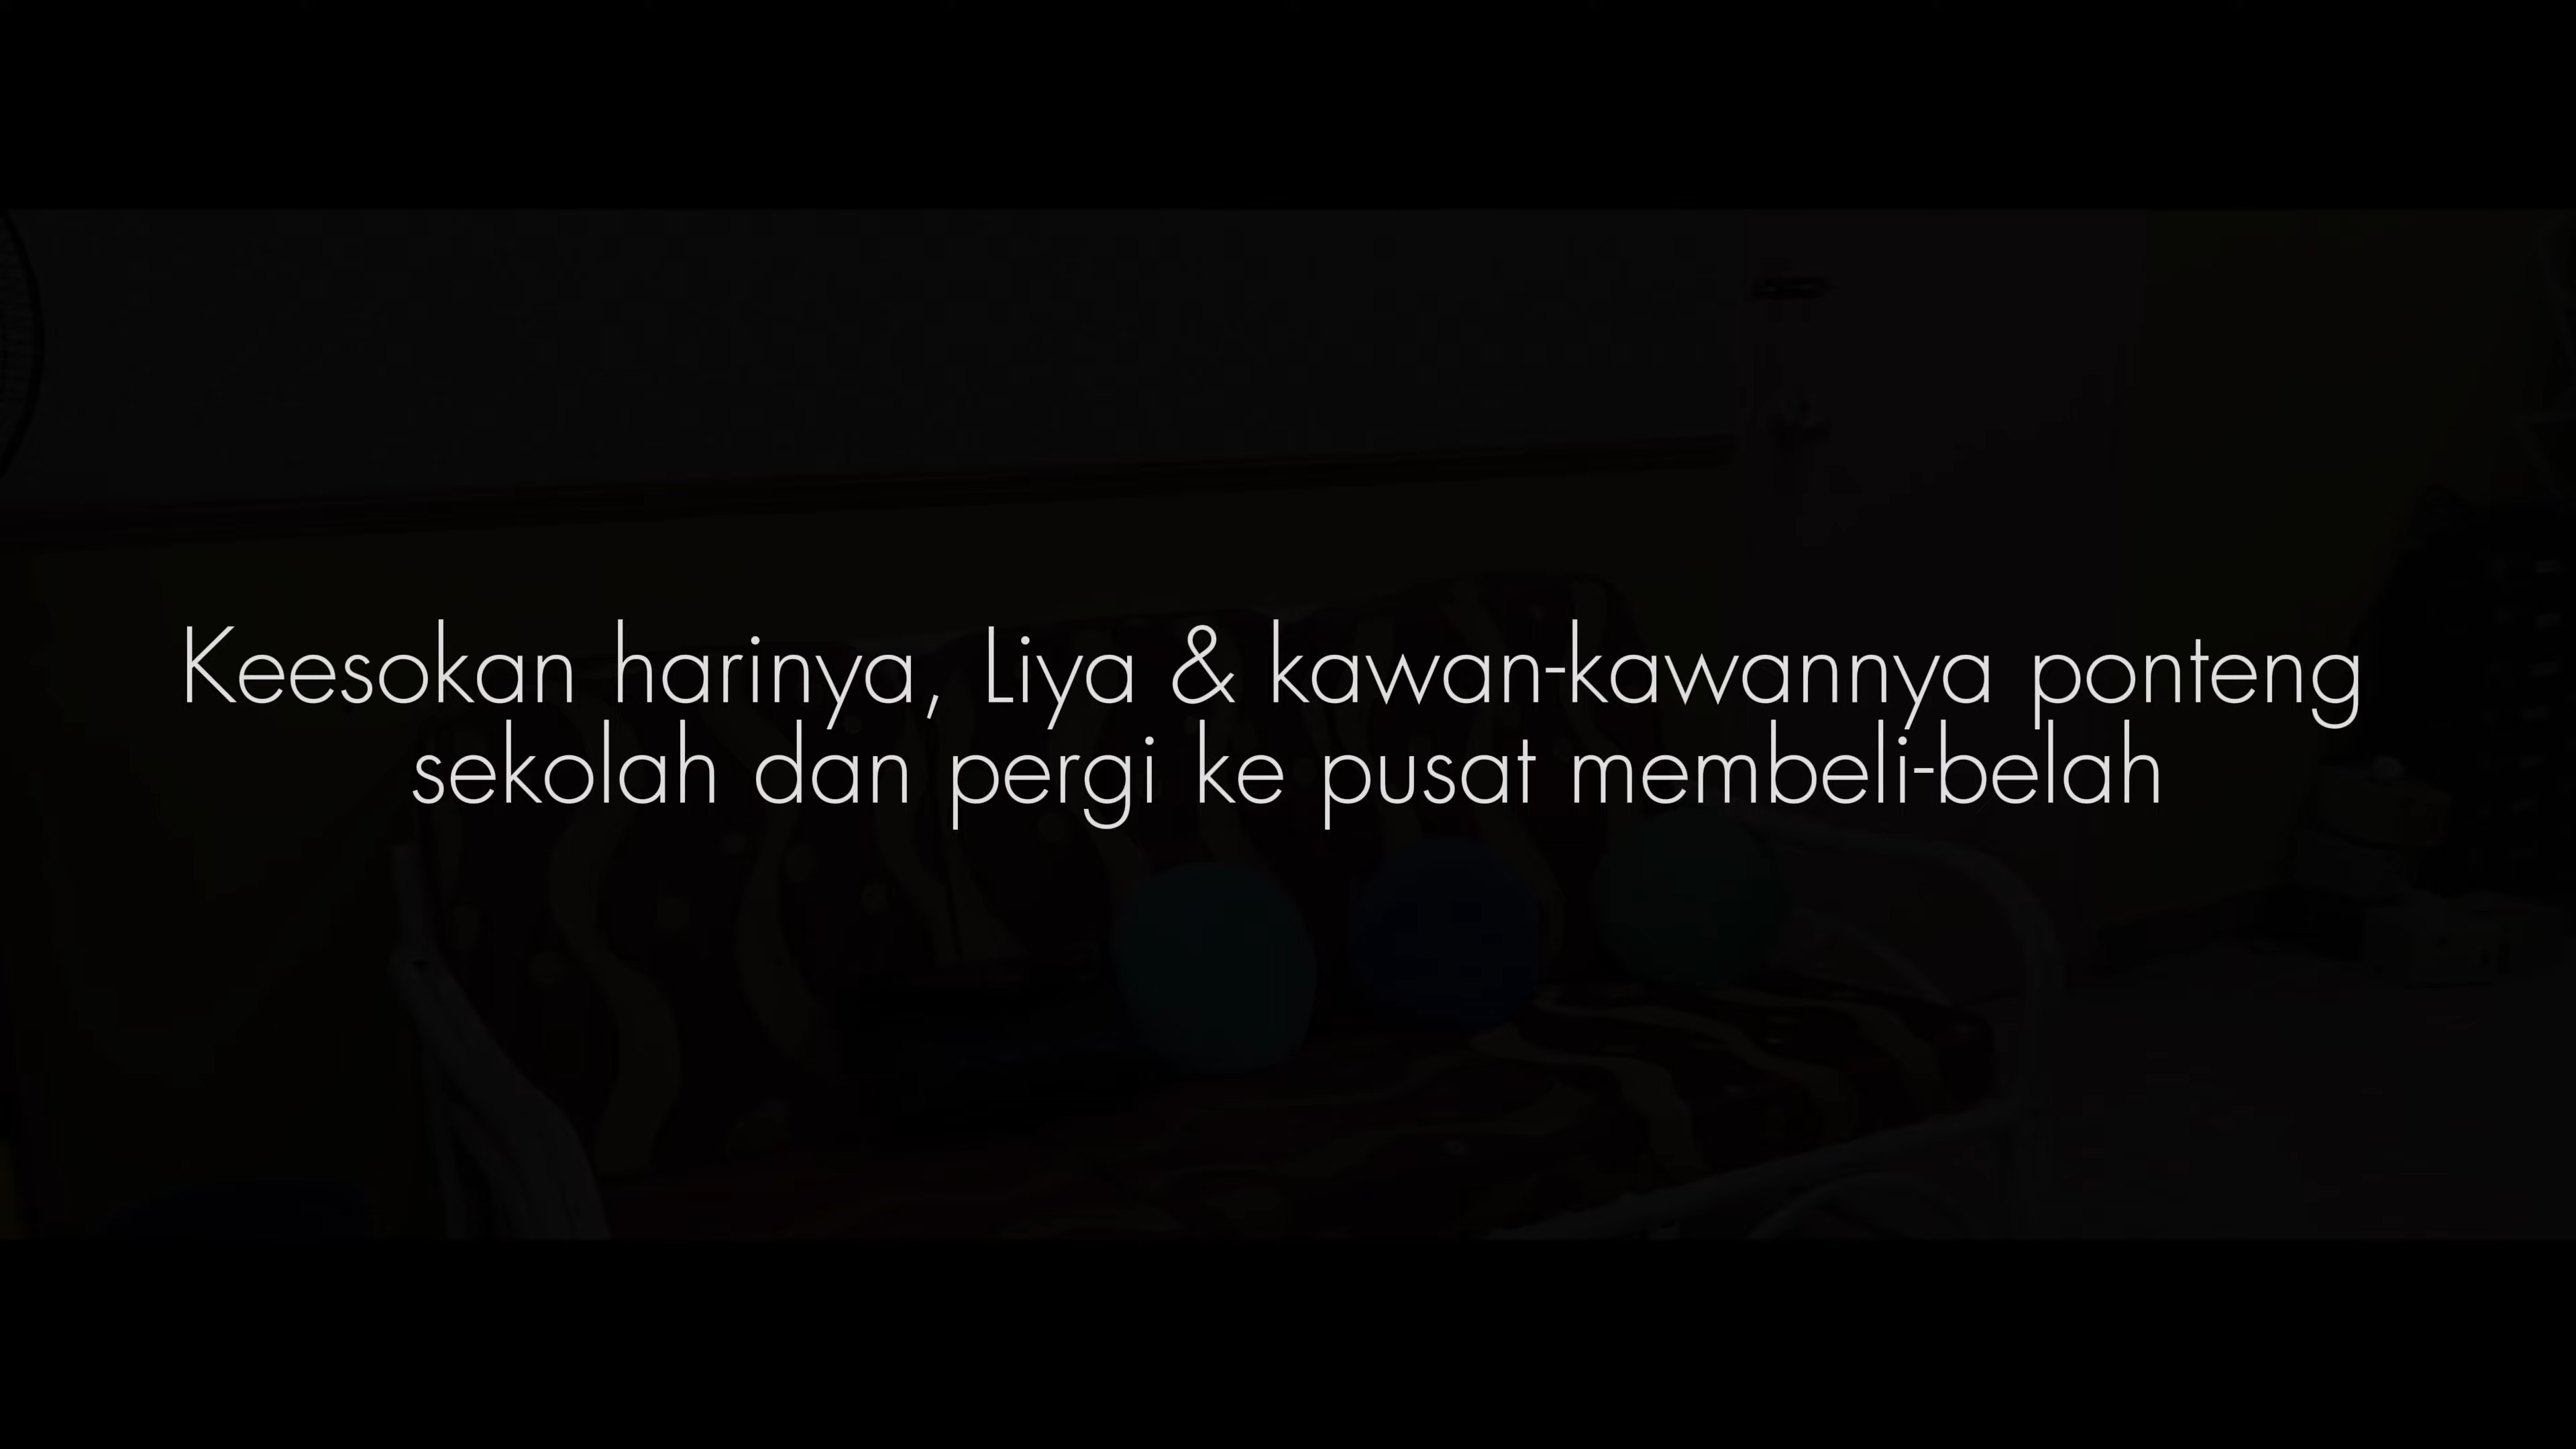 Keesokan harinya, Liya & kawan-kawannya ponteng
sekolah dan pergi ke pusat membeli-belah